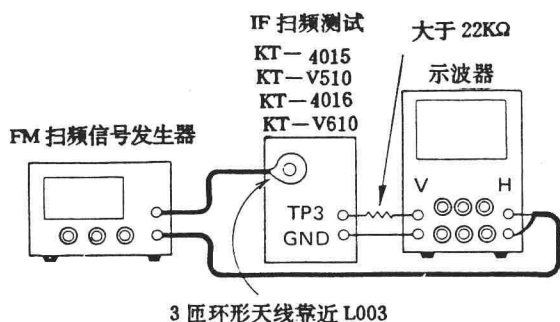 IF 扫频测试
KT－4015
KT－V510
KT－4016
KT－V610
大于 22KΩ
示波器
FM 扫频信号发生器
V
H
TP3
GND
3 匝环形天线靠近 L003